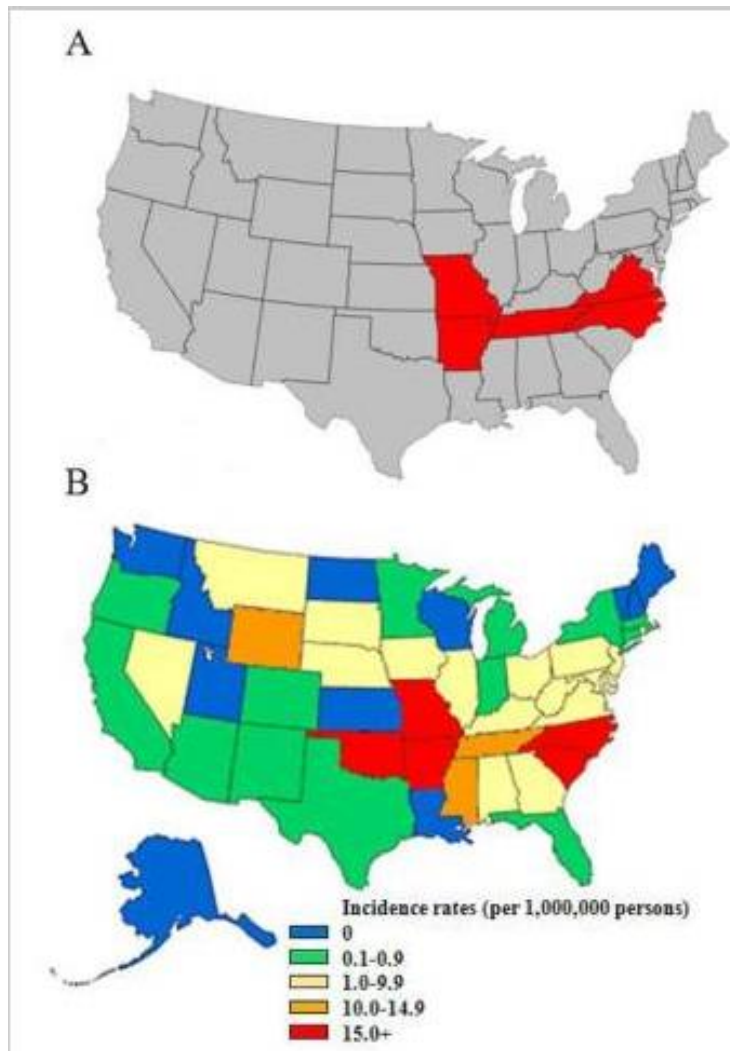 A
B
Incidence rates (per 1,000,000 persons)
0
0.1-0.9
1.0-9.9
10.0-14.9
15.0+